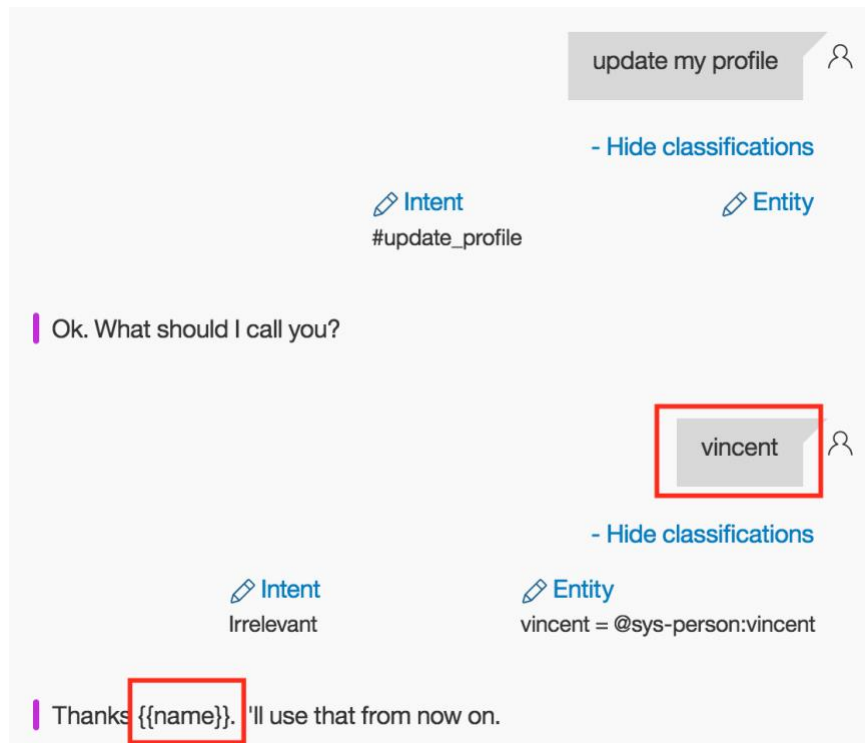 update my profile
- Hide classifications
Intent Entity
#update_profile
Ok. What should I call you?
vincent
- Hide classifications
Intent Entity
Irrelevant vincent = @sys-person:vincent
Thanks {{name}}. 'll use that from now on.